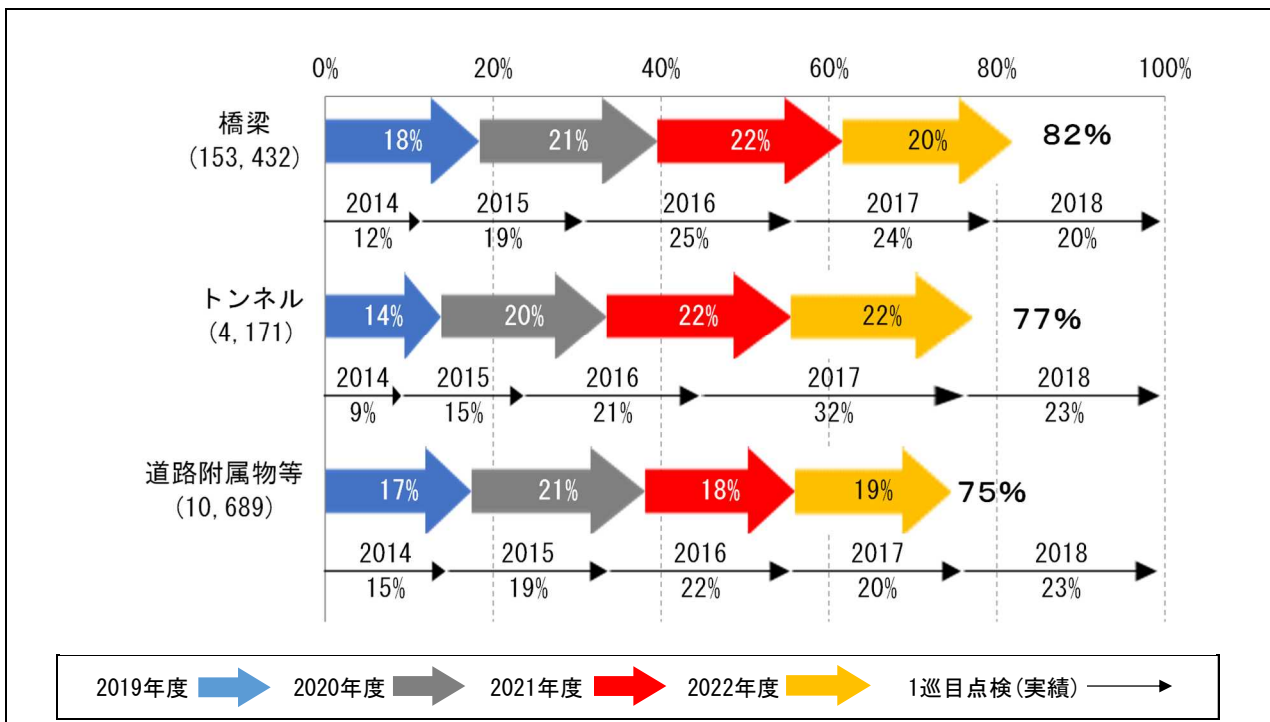 0% 20% 40% 60% 80% 100%
橋梁
(153,432)
18% 21% 22% 20% 82%
2014 2015 2016 2017 2018
12% 19% 25% 24% 20%
トンネル
(4,171)
14% 20% 22% 22% 77%
2014 2015 2016 2017 2018
9% 15% 21% 32% 23%
道路附属物等
(10,689)
17% 21% 18% 19% 75%
2014 2015 2016 2017 2018
15% 19% 22% 20% 23%
2019年度 2020年度 2021年度 2022年度 1巡目点検(実績)